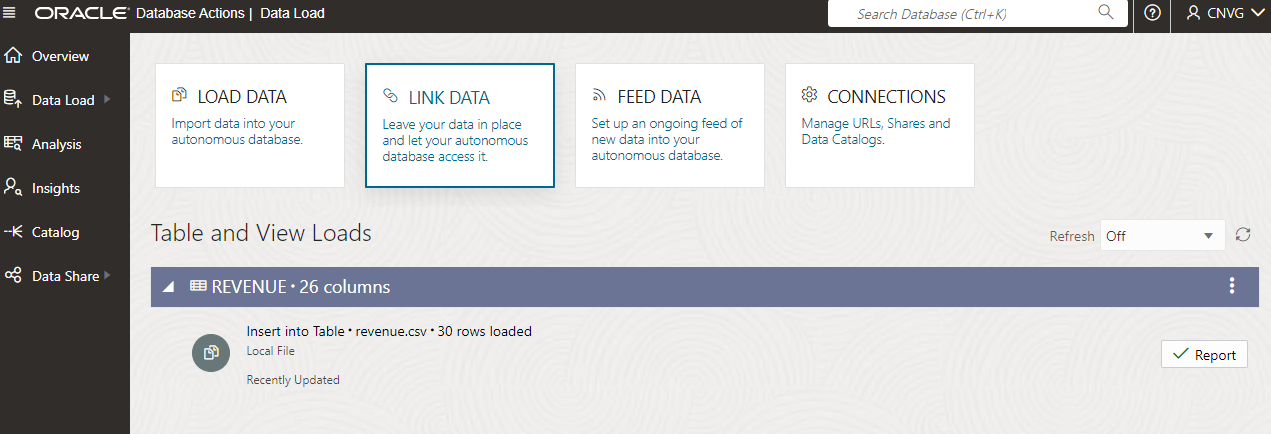 ORACLE Database Actions | Data Load
Search Database (Ctrl+K)
CNVG
Overview
Data Load
Analysis
Insights
Catalog
Data Share
LOAD DATA
Import data into your
autonomous database.
LINK DATA
Leave your data in place
and let your autonomous
database access it.
FEED DATA
Set up an ongoing feed of
new data into your
autonomous database.
CONNECTIONS
Manage URLs, Shares and
Data Catalogs.
Table and View Loads
Refresh
Off
REVENUE • 26 columns
Insert into Table • revenue.csv • 30 rows loaded
Local File
Recently Updated
Report